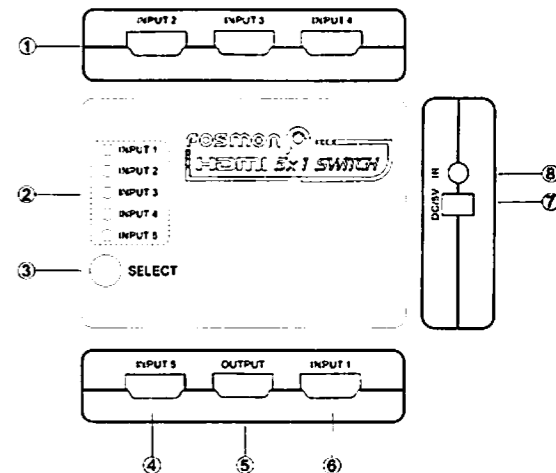 INPUT 2 INPUT 3 INPUT 4
①
fosmon
HDMI 5x1 SWITCH
INPUT 1
INPUT 2
INPUT 3
INPUT 4
INPUT 5
②
③ SELECT
IR ⑧
DC/5V ⑦
INPUT 5 OUTPUT INPUT 1
④ ⑤ ⑥